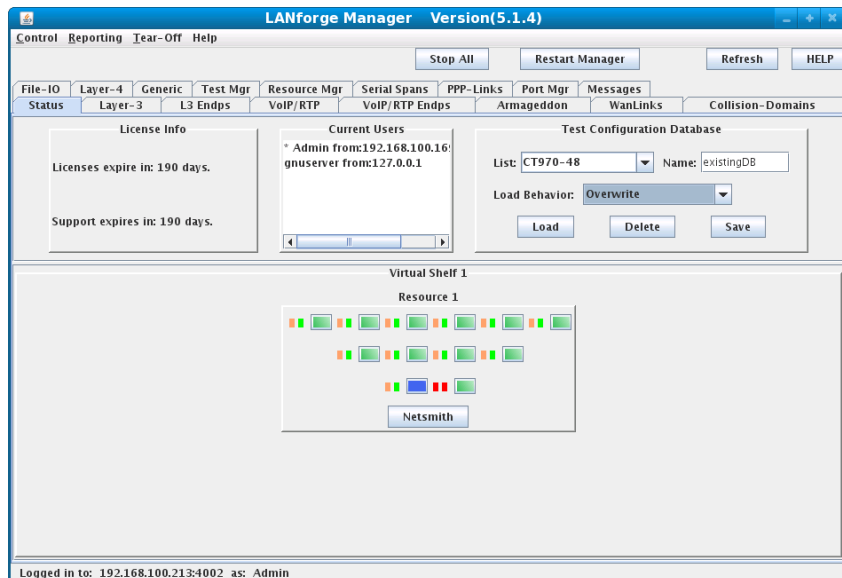 LANforge Manager Version(5.1.4)
Control Reporting Tear-Off Help
Stop All Restart Manager Refresh HELP
File-IO Layer-4 Generic Test Mgr Resource Mgr Serial Spans PPP-Links Port Mgr Messages
Status Layer-3 L3 Endps VoIP/RTP VoIP/RTP Endps Armageddon WanLinks Collision-Domains
License Info
Licenses expire in: 190 days.
Support expires in: 190 days.
Current Users
* Admin from:192.168.100.16
gnuserver from:127.0.0.1
Test Configuration Database
List: CT970-48 Name: existingDB
Load Behavior: Overwrite
Load Delete Save
Virtual Shelf 1
Resource 1
Netsmith
Logged in to: 192.168.100.213:4002 as: Admin